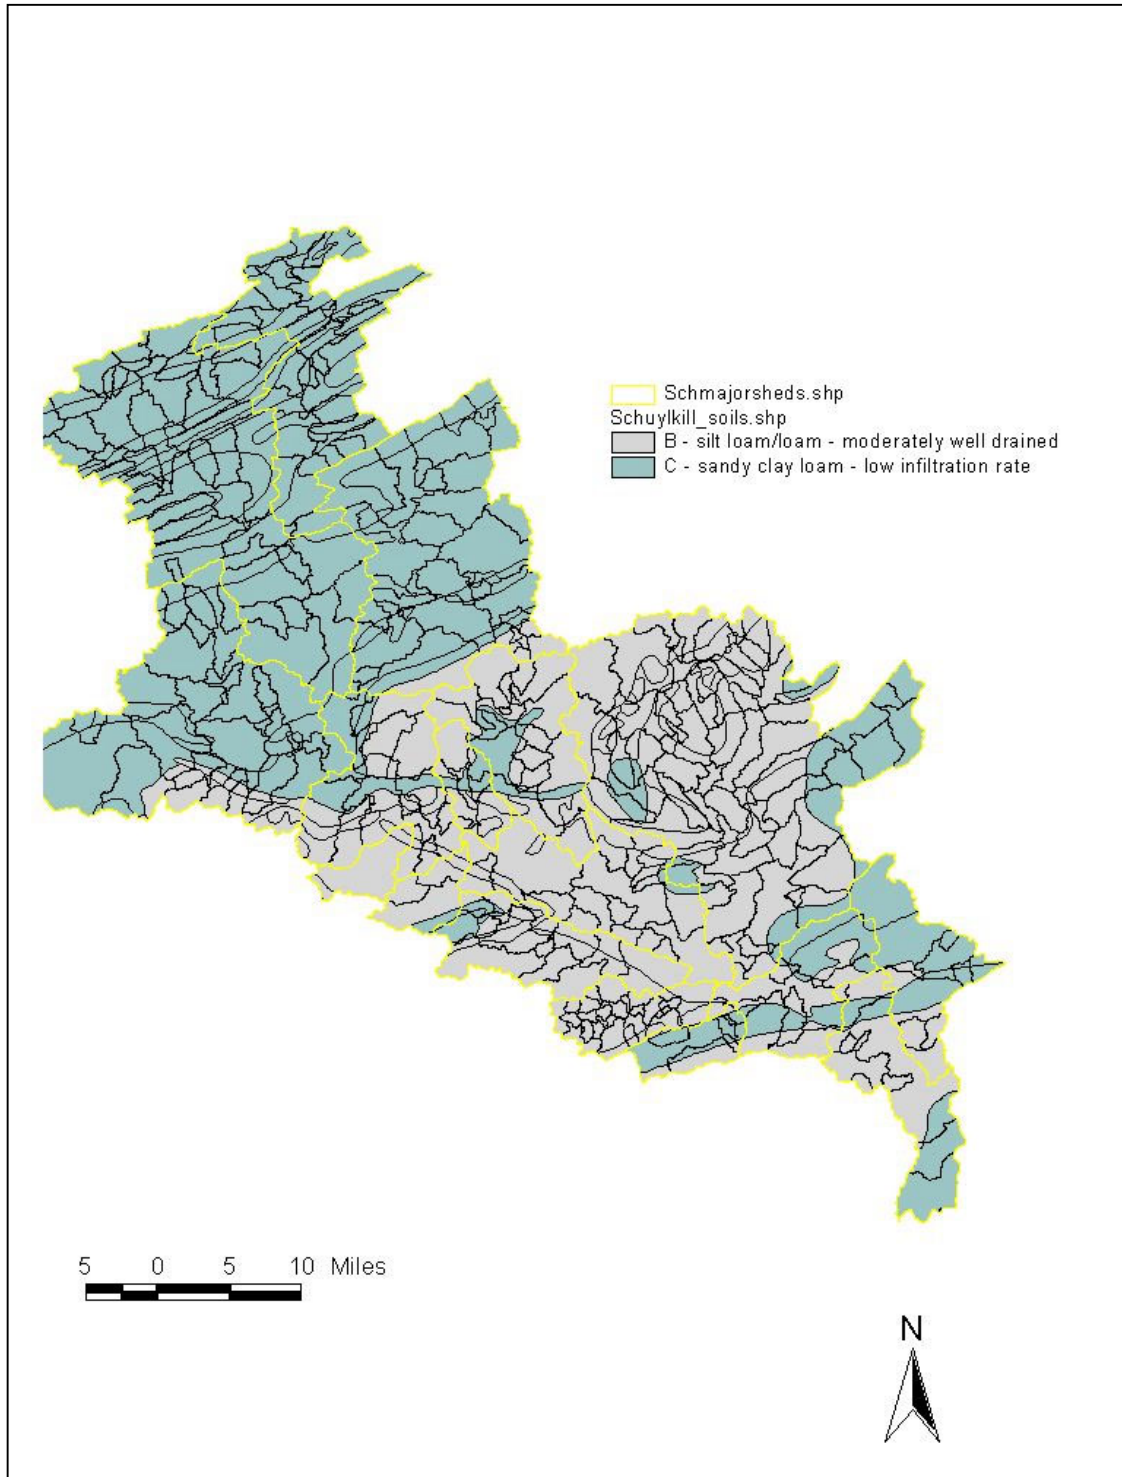 Schmajorsheds.shp
Schuylkill_soils.shp
B - silt loam/loam - moderately well drained
C - sandy clay loam - low infiltration rate
5 0 5 10 Miles
N